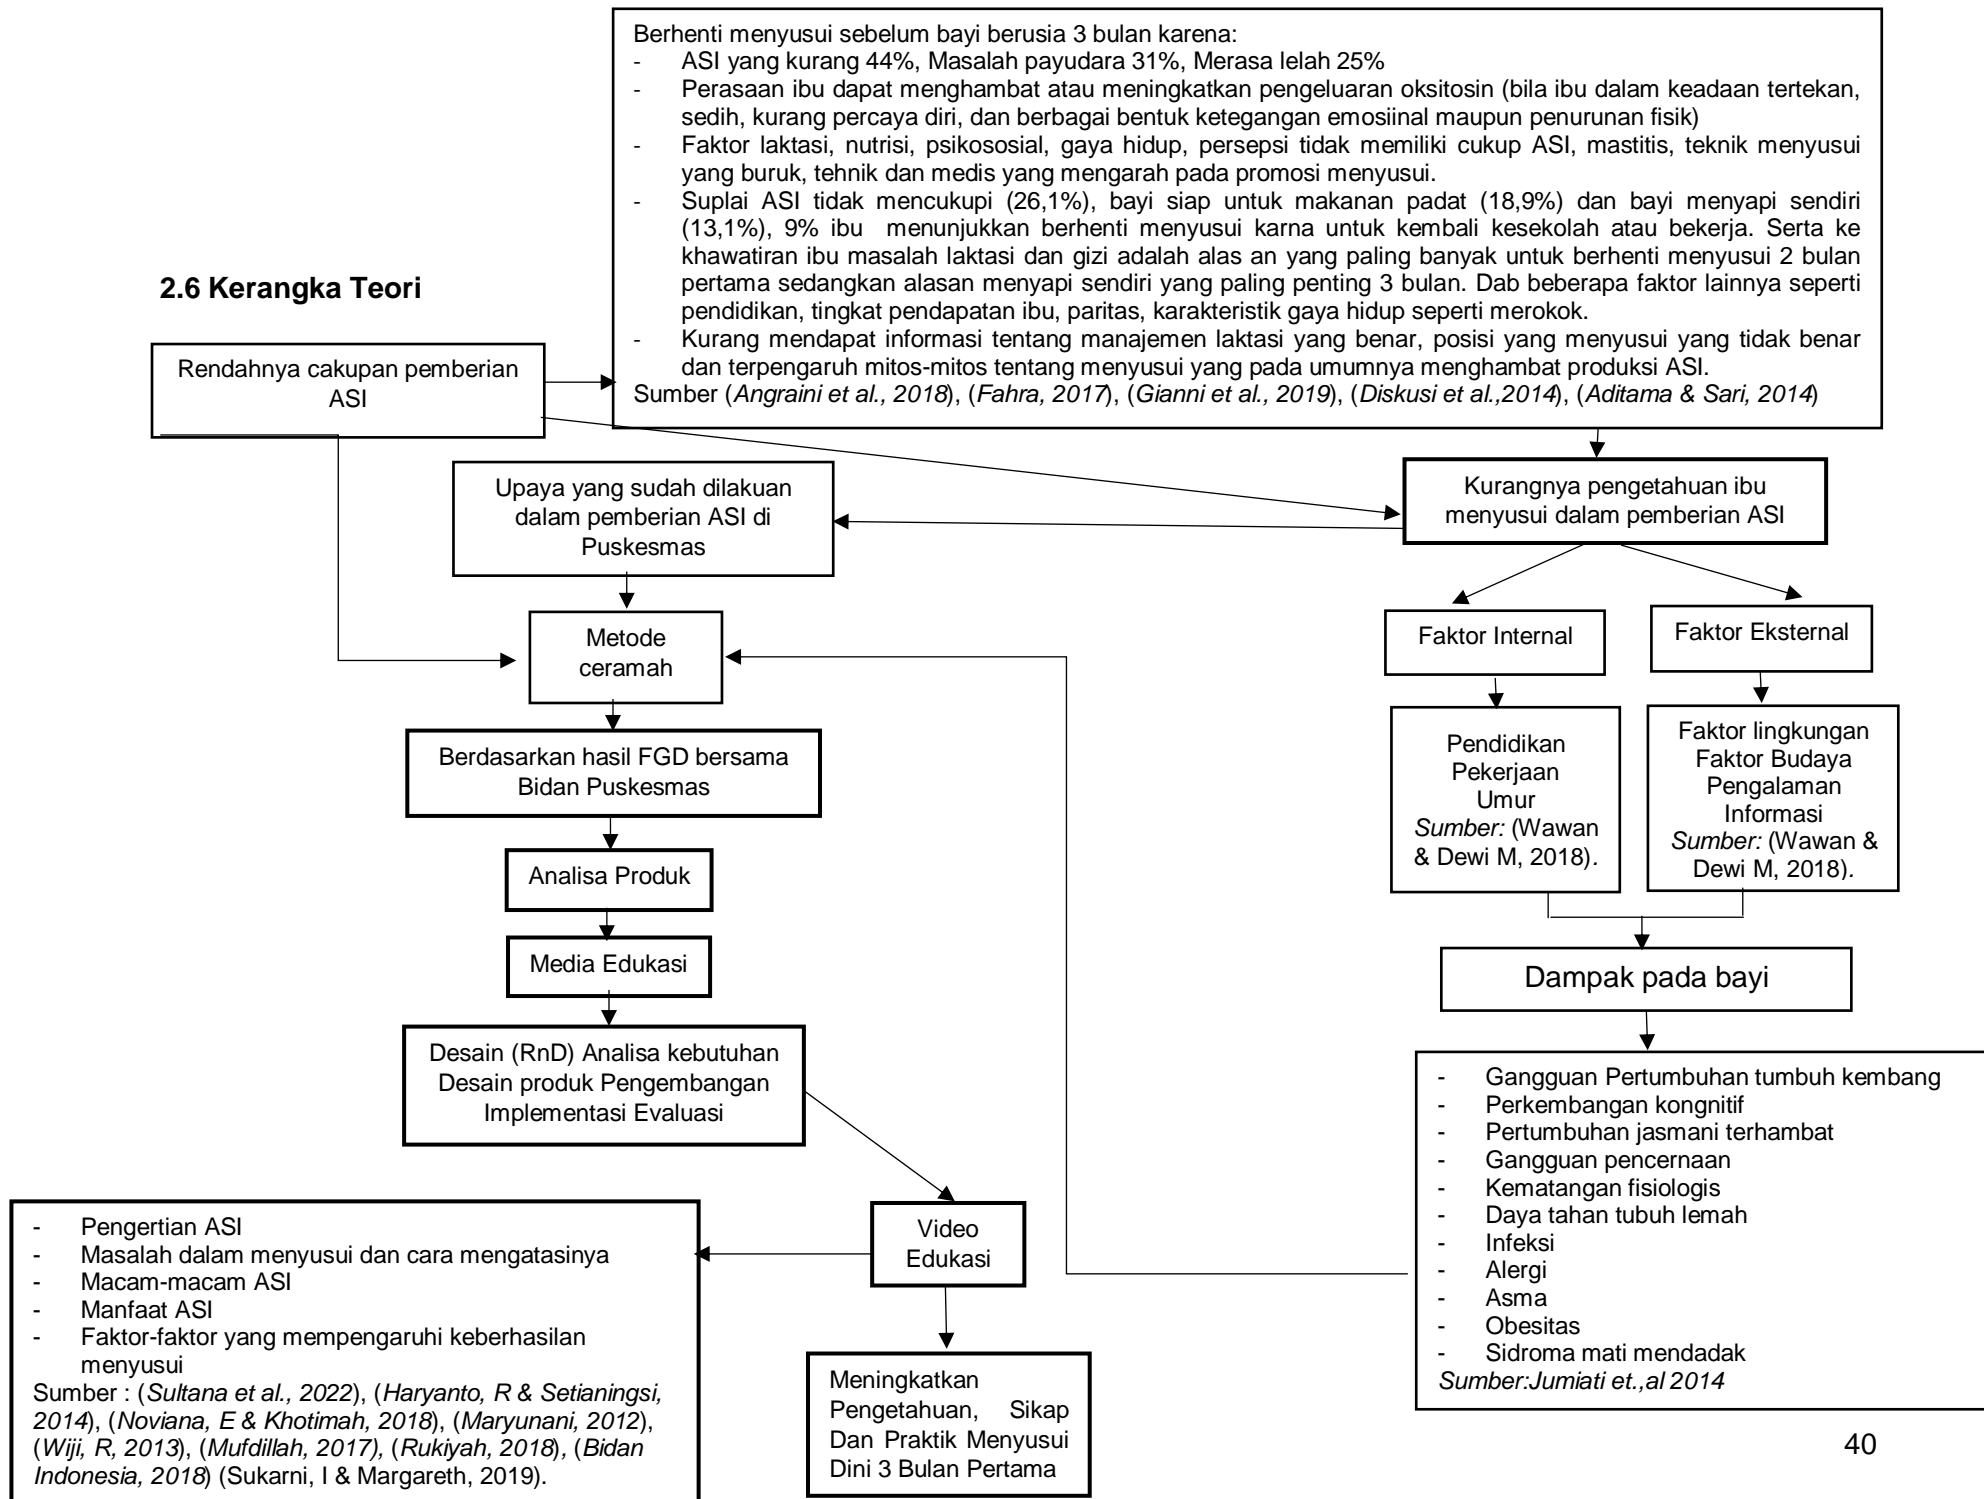 Berhenti menyusui sebelum bayi berusia 3 bulan karena:
- ASI yang kurang 44%, Masalah payudara 31%, Merasa lelah 25%
- Perasaan ibu dapat menghambat atau meningkatkan pengeluaran oksitosin (bila ibu dalam keadaan tertekan,
sedih, kurang percaya diri, dan berbagai bentuk ketegangan emosiinal maupun penurunan fisik)
- Faktor laktasi, nutrisi, psikososial, gaya hidup, persepsi tidak memiliki cukup ASI, mastitis, teknik menyusui
yang buruk, tehnik dan medis yang mengarah pada promosi menyusui.
- Suplai ASI tidak mencukupi (26,1%), bayi siap untuk makanan padat (18,9%) dan bayi menyapi sendiri
(13,1%), 9% ibu menunjukkan berhenti menyusui karna untuk kembali kesekolah atau bekerja. Serta ke
khawatiran ibu masalah laktasi dan gizi adalah alas an yang paling banyak untuk berhenti menyusui 2 bulan
pertama sedangkan alasan menyapi sendiri yang paling penting 3 bulan. Dab beberapa faktor lainnya seperti
pendidikan, tingkat pendapatan ibu, paritas, karakteristik gaya hidup seperti merokok.
- Kurang mendapat informasi tentang manajemen laktasi yang benar, posisi yang menyusui yang tidak benar
dan terpengaruh mitos-mitos tentang menyusui yang pada umumnya menghambat produksi ASI.
Sumber (Angraini et al., 2018), (Fahra, 2017), (Gianni et al., 2019), (Diskusi et al.,2014), (Aditama & Sari, 2014)
2.6 Kerangka Teori
Rendahnya cakupan pemberian
ASI
Upaya yang sudah dilakuan
dalam pemberian ASI di
Puskesmas
Kurangnya pengetahuan ibu
menyusui dalam pemberian ASI
Metode
ceramah
Faktor Internal
Faktor Eksternal
Berdasarkan hasil FGD bersama
Bidan Puskesmas
Pendidikan
Pekerjaan
Umur
Sumber: (Wawan
& Dewi M, 2018).
Faktor lingkungan
Faktor Budaya
Pengalaman
Informasi
Sumber: (Wawan &
Dewi M, 2018).
Analisa Produk
Media Edukasi
Dampak pada bayi
Desain (RnD) Analisa kebutuhan
Desain produk Pengembangan
Implementasi Evaluasi
- Gangguan Pertumbuhan tumbuh kembang
- Perkembangan kongnitif
- Pertumbuhan jasmani terhambat
- Gangguan pencernaan
- Kematangan fisiologis
- Daya tahan tubuh lemah
- Infeksi
- Alergi
- Asma
- Obesitas
- Sidroma mati mendadak
Sumber:Jumiati et.,al 2014
Video
Edukasi
- Pengertian ASI
- Masalah dalam menyusui dan cara mengatasinya
- Macam-macam ASI
- Manfaat ASI
- Faktor-faktor yang mempengaruhi keberhasilan
menyusui
Sumber : (Sultana et al., 2022), (Haryanto, R & Setianingsi,
2014), (Noviana, E & Khotimah, 2018), (Maryunani, 2012),
(Wiji, R, 2013), (Mufdillah, 2017), (Rukiyah, 2018), (Bidan
Indonesia, 2018) (Sukarni, I & Margareth, 2019).
Meningkatkan
Pengetahuan, Sikap
Dan Praktik Menyusui
Dini 3 Bulan Pertama
40